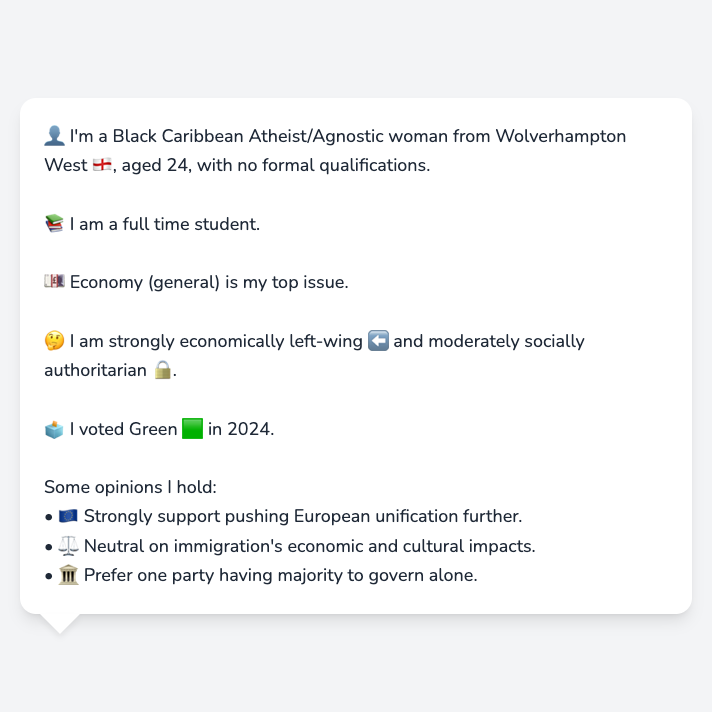 👤 I'm a Black Caribbean Atheist/Agnostic woman from Wolverhampton
West 🏴󠁧󠁢󠁥󠁮󠁧󠁿, aged 24, with no formal qualifications.
📚 I am a full time student.
💷 Economy (general) is my top issue.
🤔 I am strongly economically left-wing ⬅️ and moderately socially
authoritarian 🔒.
🗳️ I voted Green 🟩 in 2024.
Some opinions I hold:
• 🇪🇺 Strongly support pushing European unification further.
• ⚖️ Neutral on immigration's economic and cultural impacts.
• 🏛️ Prefer one party having majority to govern alone.